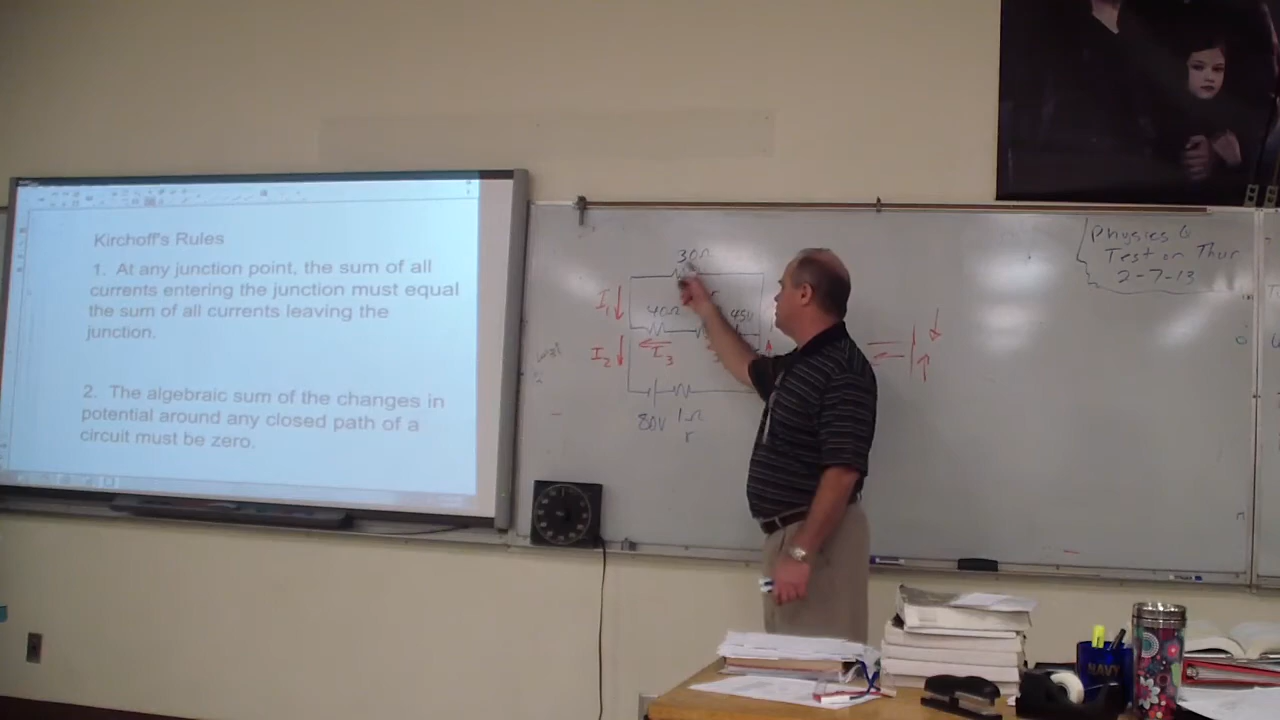 Kirchoff's Rules
1. At any junction point, the sum of all
currents entering the junction must equal
the sum of all currents leaving the
junction.
2. The algebraic sum of the changes in
potential around any closed path of a
circuit must be zero.
30Ω
I₁
40Ω
45V
I₂
I₃
80V 1Ω
r
Physics
Test on Thur
2-7-13
NAVY